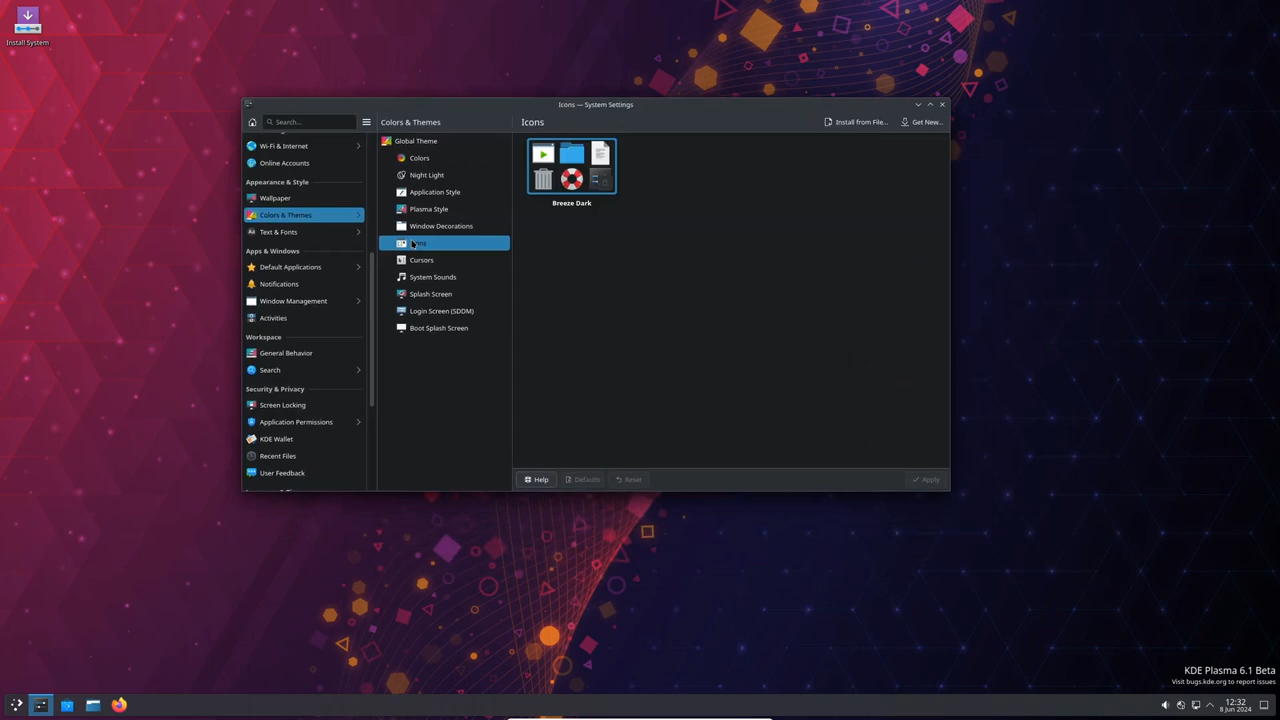 Install System
Icons — System Settings
Search...
Colors & Themes
Icons
Install from File...
Get New...
Wi-Fi & Internet
Online Accounts
Appearance & Style
Wallpaper
Colors & Themes
Text & Fonts
Apps & Windows
Default Applications
Notifications
Window Management
Activities
Workspace
General Behavior
Search
Security & Privacy
Screen Locking
Application Permissions
KDE Wallet
Recent Files
User Feedback
Global Theme
Colors
Night Light
Application Style
Plasma Style
Window Decorations
Cursors
System Sounds
Splash Screen
Login Screen (SDDM)
Boot Splash Screen
Breeze Dark
Help
Defaults
Reset
Apply
KDE Plasma 6.1 Beta
Visit bugs.kde.org to report issues
12:32
8 Jun 2024